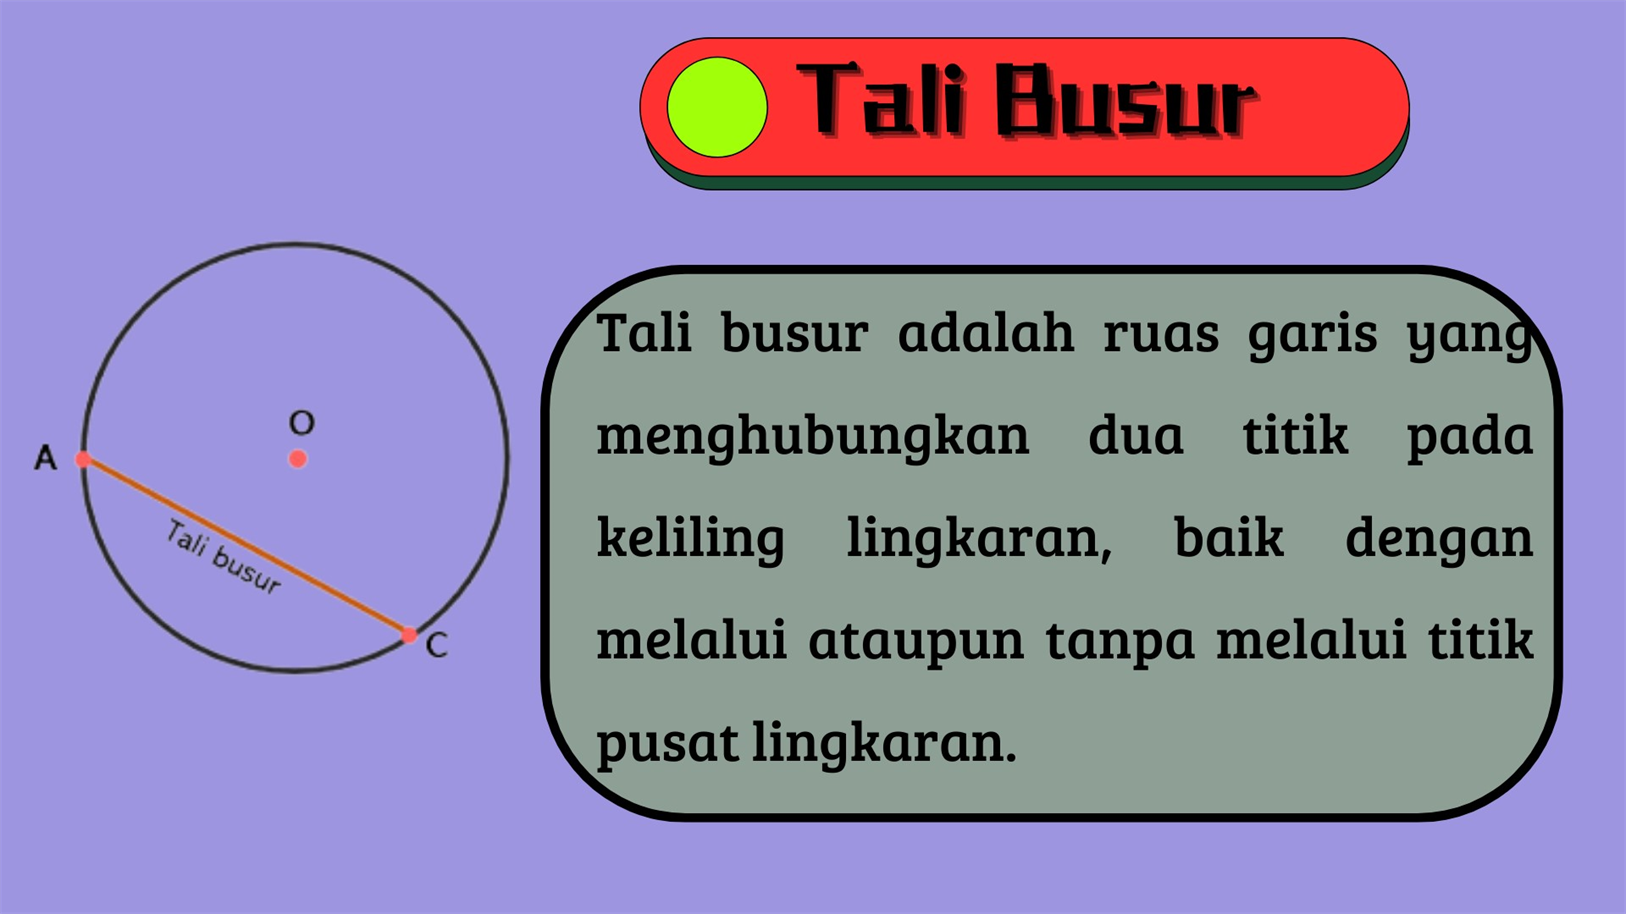 Tali Busur
O
A
Tali busur
C
Tali busur adalah ruas garis yang
menghubungkan dua titik pada
keliling lingkaran, baik dengan
melalui ataupun tanpa melalui titik
pusat lingkaran.